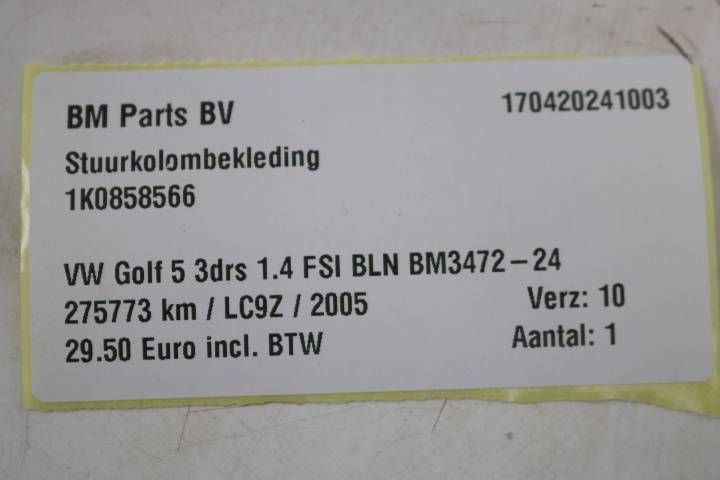 BM Parts BV 170420241003
Stuurkolombekleding
1K0858566
VW Golf 5 3drs 1.4 FSI BLN BM3472-24
275773 km / LC9Z / 2005 Verz: 10
29.50 Euro incl. BTW Aantal: 1